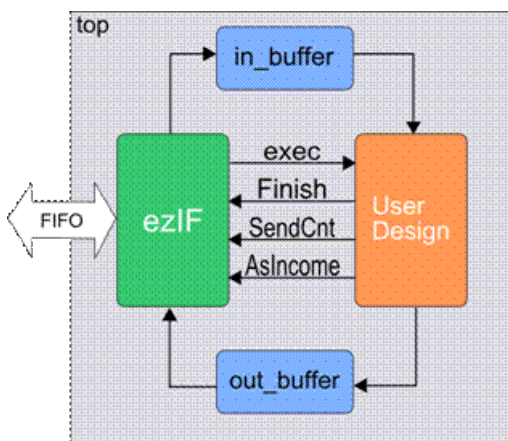 top
in_buffer
exec
Finish
SendCnt
AsIncome
FIFO
ezIF
User
Design
out_buffer